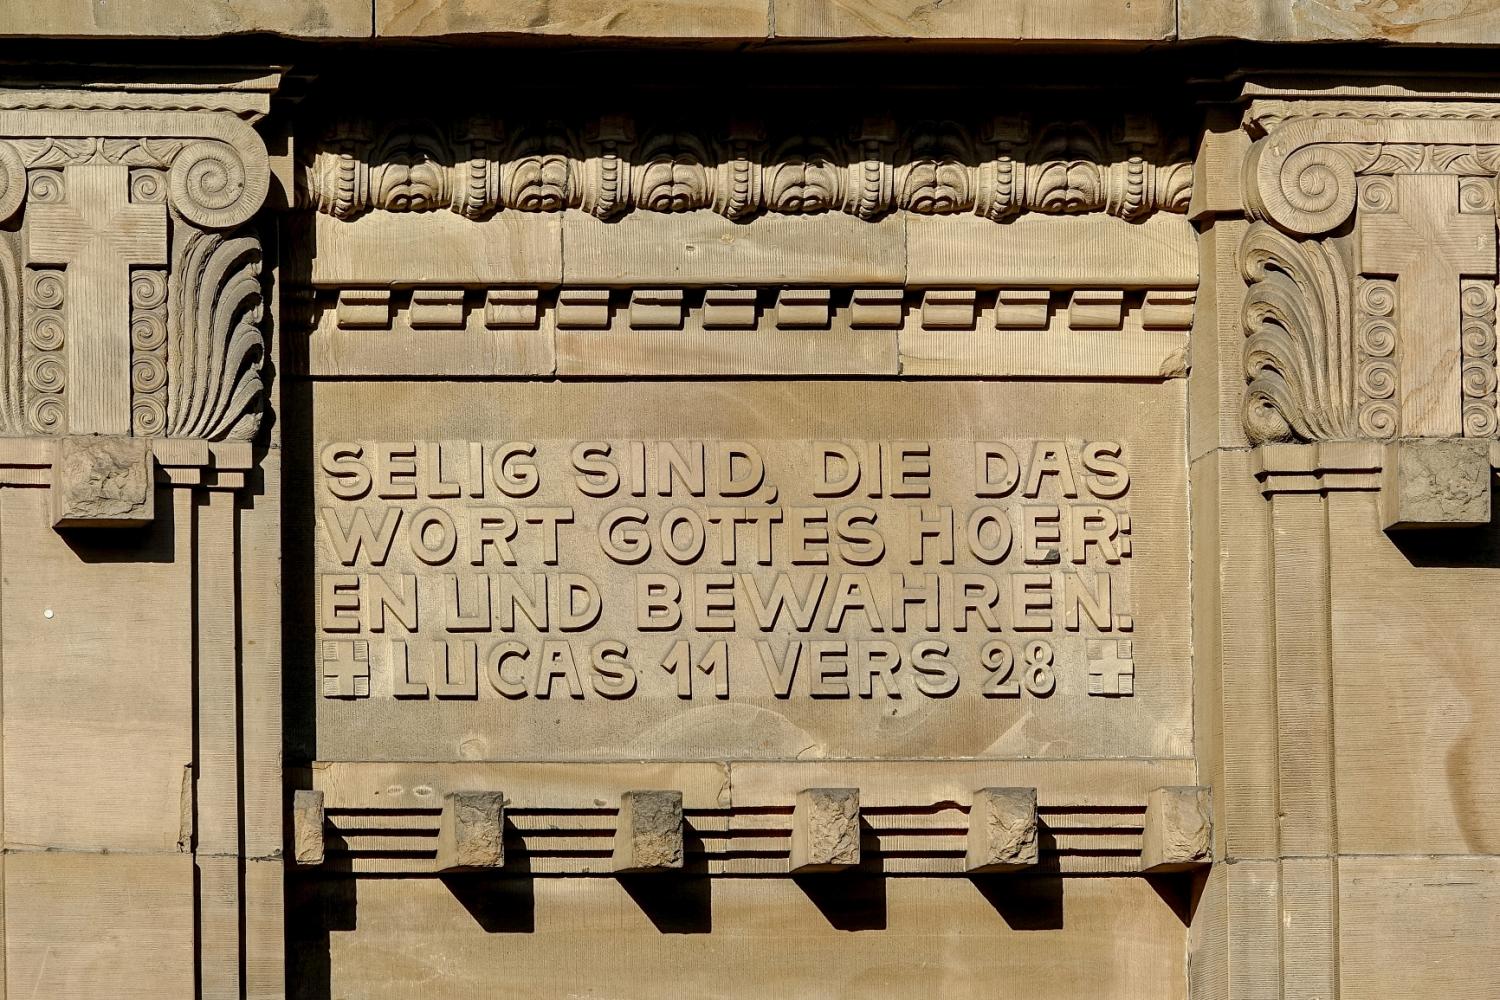 SELIG SIND, DIE DAS
WORT GOTTES HOER:
EN UND BEWAHREN.
+ LUCAS 11 VERS 28 +